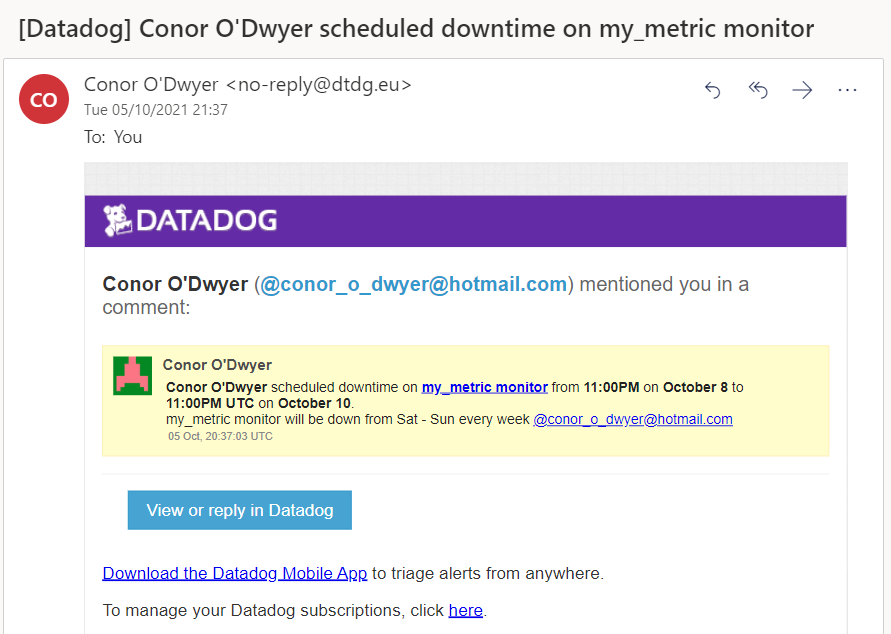 [Datadog] Conor O'Dwyer scheduled downtime on my_metric monitor
CO
Conor O'Dwyer <no-reply@dtdg.eu>
Tue 05/10/2021 21:37
To: You
DATADOG
Conor O'Dwyer (@conor_o_dwyer@hotmail.com) mentioned you in a
comment:
Conor O'Dwyer
Conor O'Dwyer scheduled downtime on my_metric monitor from 11:00PM on October 8 to
11:00PM UTC on October 10.
my_metric monitor will be down from Sat - Sun every week @conor_o_dwyer@hotmail.com
05 Oct, 20:37:03 UTC
View or reply in Datadog
Download the Datadog Mobile App to triage alerts from anywhere.
To manage your Datadog subscriptions, click here.